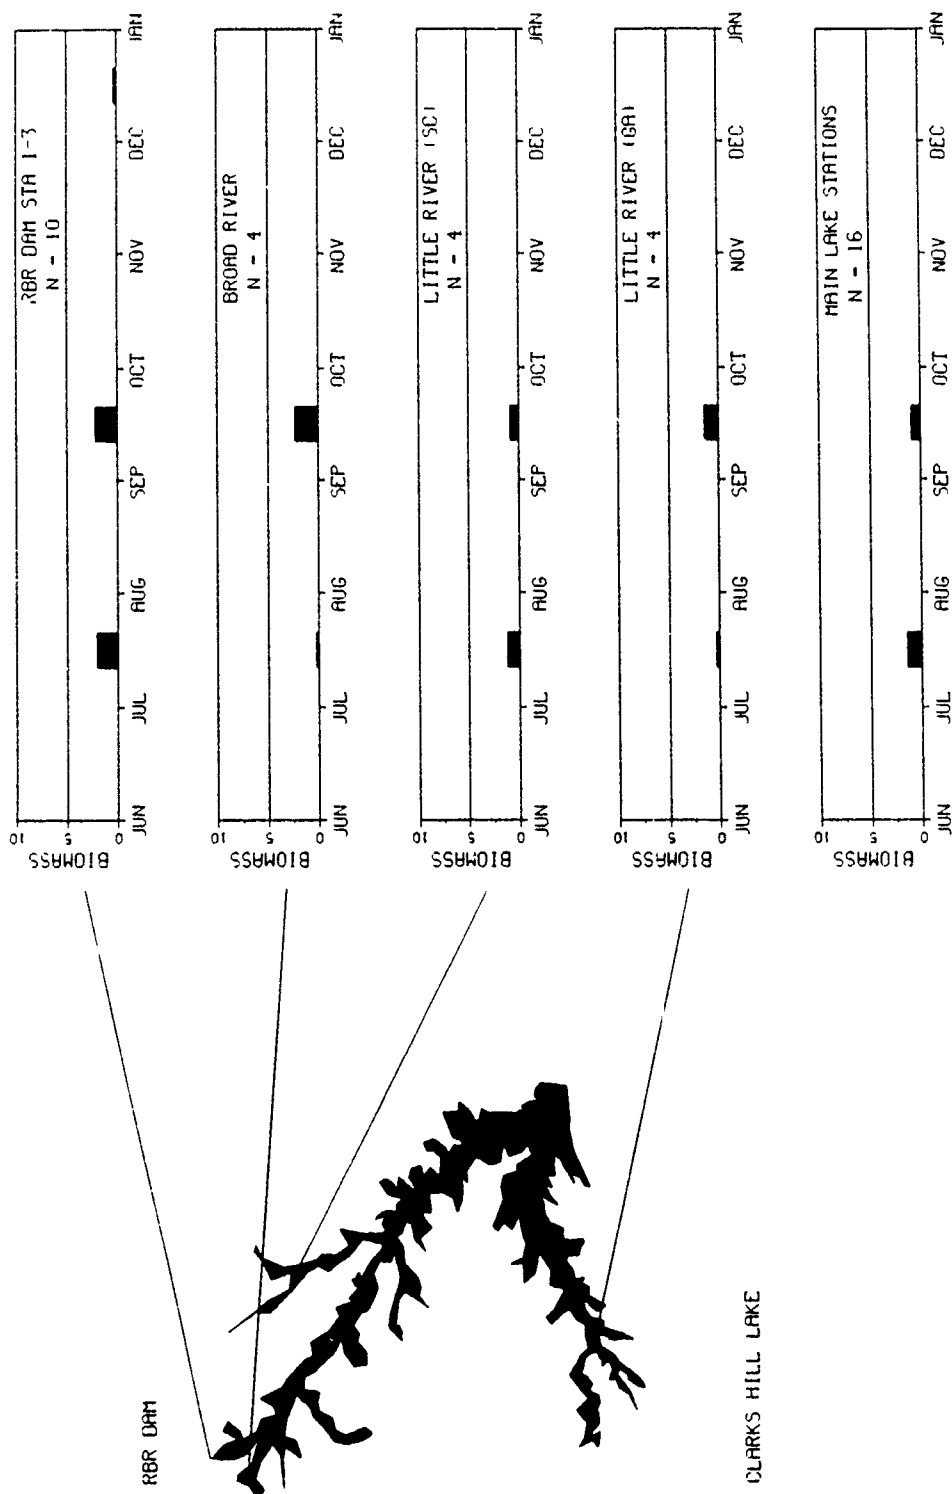 RBR DAM STA 1-3
N - 10
10
5
0
BIOMASS
JUN
JUL
AUG
SEP
OCT
NOV
DEC
JAN
BROAD RIVER
N - 4
10
5
0
BIOMASS
JUN
JUL
AUG
SEP
OCT
NOV
DEC
JAN
LITTLE RIVER (SC)
N - 4
10
5
0
BIOMASS
JUN
JUL
AUG
SEP
OCT
NOV
DEC
JAN
LITTLE RIVER (GA)
N - 4
10
5
0
BIOMASS
JUN
JUL
AUG
SEP
OCT
NOV
DEC
JAN
MAIN LAKE STATIONS
N - 16
10
5
0
BIOMASS
JUN
JUL
AUG
SEP
OCT
NOV
DEC
JAN
RBR DAM
CLARKS HILL LAKE